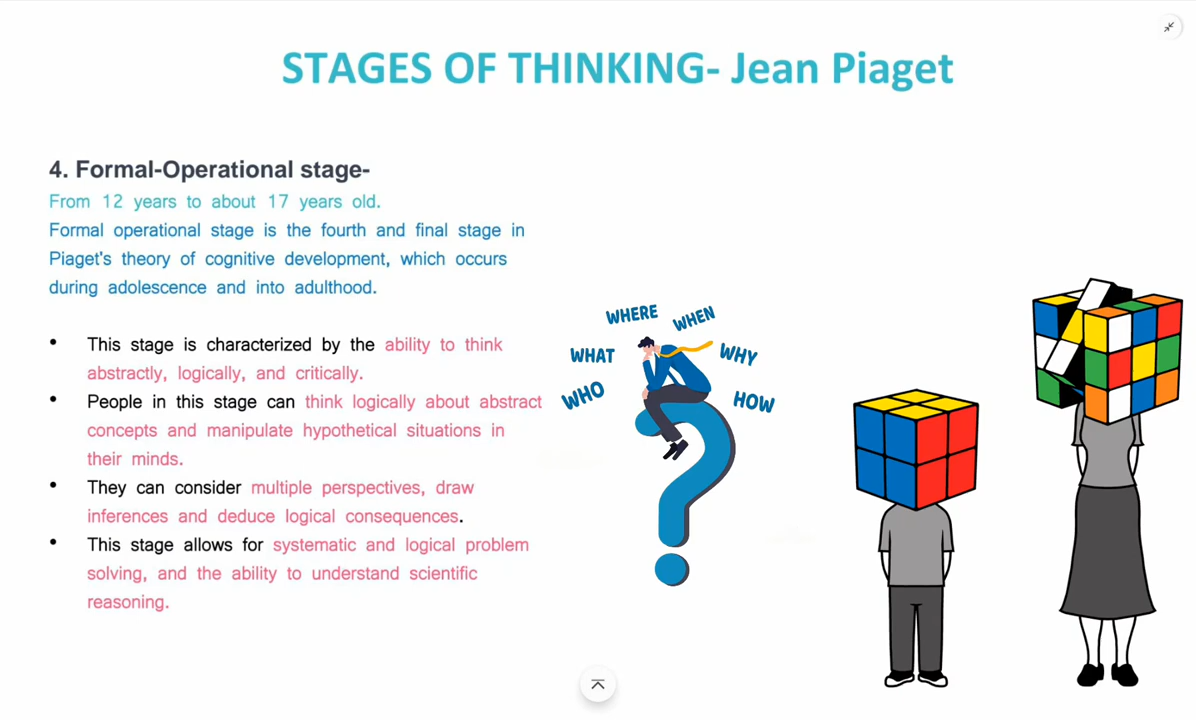 STAGES OF THINKING- Jean Piaget
4. Formal-Operational stage-
From 12 years to about 17 years old.
Formal operational stage is the fourth and final stage in
Piaget's theory of cognitive development, which occurs
during adolescence and into adulthood.
• This stage is characterized by the ability to think
abstractly, logically, and critically.
• People in this stage can think logically about abstract
concepts and manipulate hypothetical situations in
their minds.
• They can consider multiple perspectives, draw
inferences and deduce logical consequences.
• This stage allows for systematic and logical problem
solving, and the ability to understand scientific
reasoning.
WHO
WHAT
WHERE
WHEN
WHY
HOW